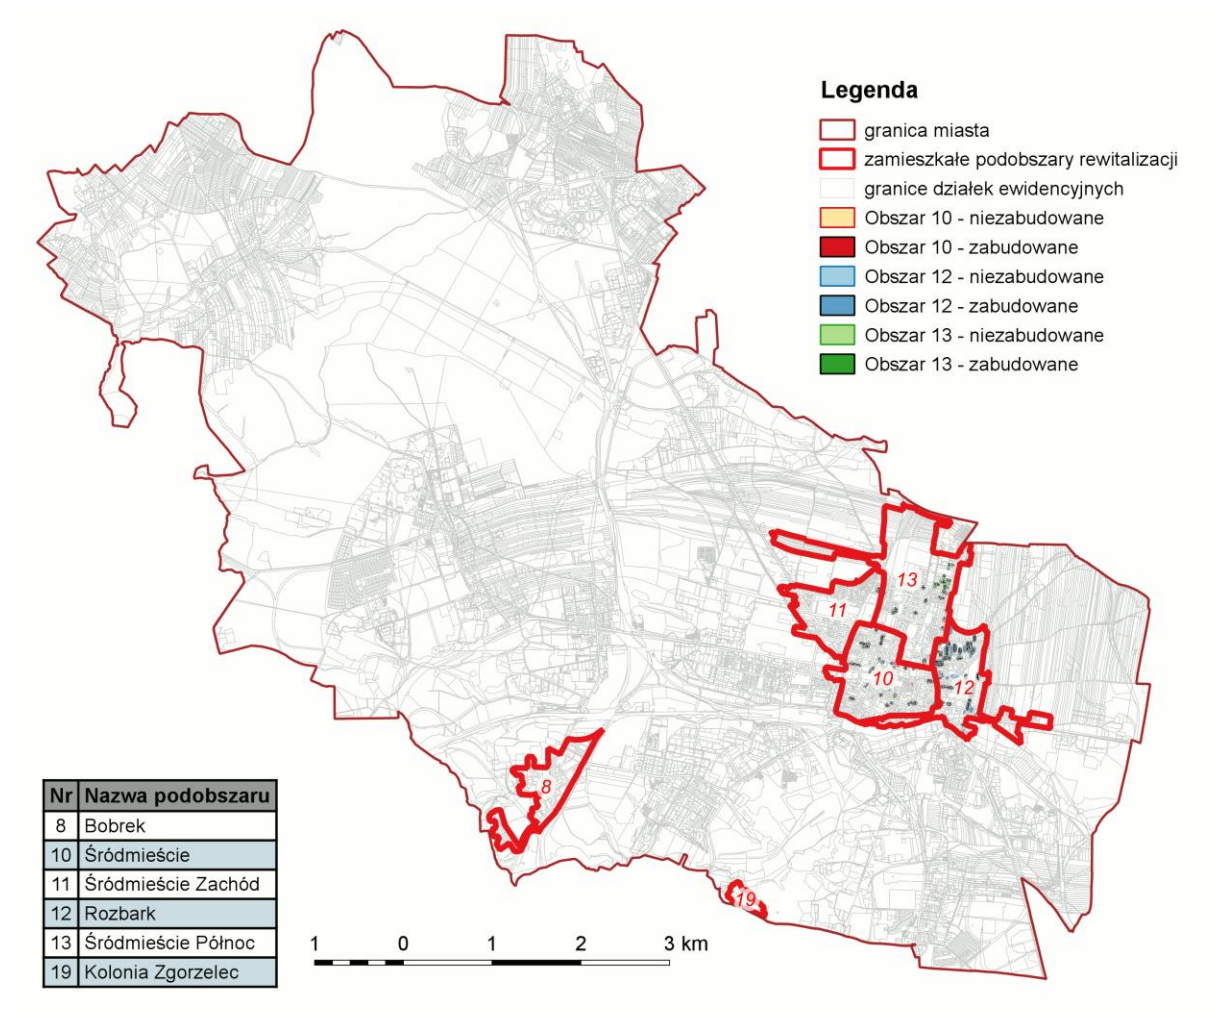 Legenda
granica miasta
zamieszkałe podobszary rewitalizacji
granice działek ewidencyjnych
Obszar 10 - niezabudowane
Obszar 10 - zabudowane
Obszar 12 - niezabudowane
Obszar 12 - zabudowane
Obszar 13 - niezabudowane
Obszar 13 - zabudowane
13
11
10
12
8
19
Nr Nazwa podobszaru
8 Bobrek
10 Śródmieście
11 Śródmieście Zachód
12 Rozbark
13 Śródmieście Północ
19 Kolonia Zgorzelec
1 0 1 2 3 km